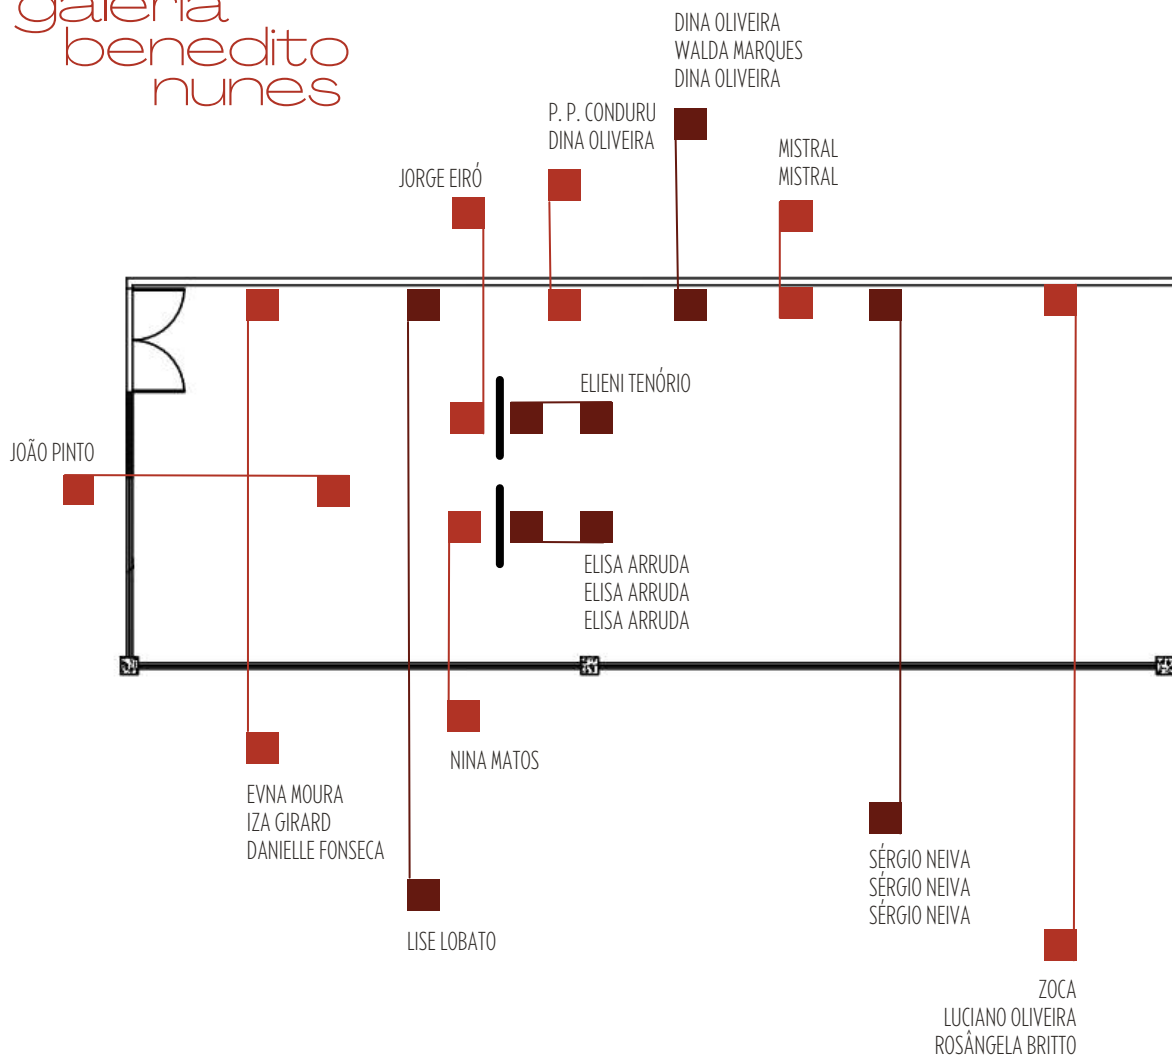 galeria
benedito
nunes
DINA OLIVEIRA
WALDA MARQUES
DINA OLIVEIRA
P. P. CONDURU
DINA OLIVEIRA
MISTRAL
MISTRAL
JORGE EIRÓ
ELIENI TENÓRIO
JOÃO PINTO
ELISA ARRUDA
ELISA ARRUDA
ELISA ARRUDA
NINA MATOS
EVNA MOURA
IZA GIRARD
DANIELLE FONSECA
SÉRGIO NEIVA
SÉRGIO NEIVA
SÉRGIO NEIVA
LISE LOBATO
ZOCA
LUCIANO OLIVEIRA
ROSÂNGELA BRITTO